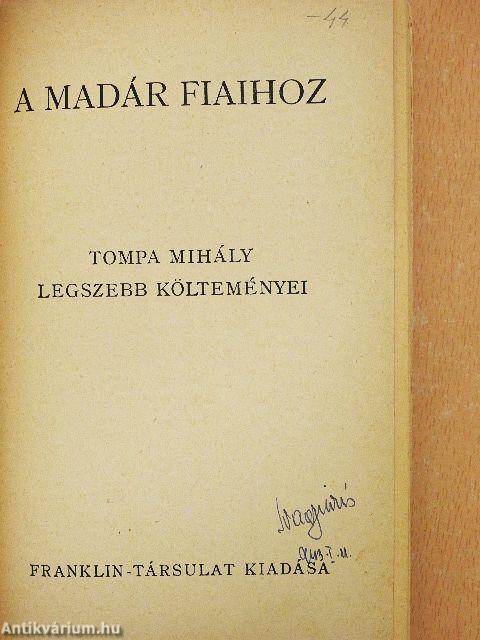 -44
A MADÁR FIAIHOZ
TOMPA MIHÁLY
LEGSZEBB KÖLTEMÉNYEI
FRANKLIN-TÁRSULAT KIADÁSA
Antikvárium.hu